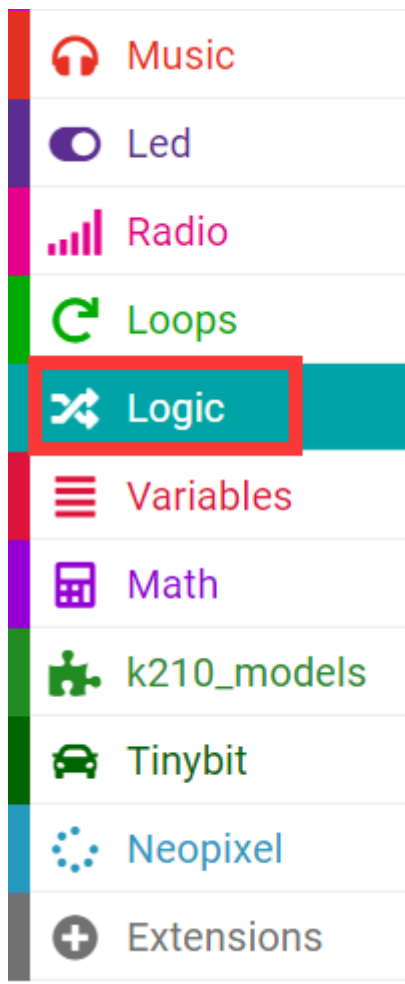 Music
Led
Radio
Loops
Logic
Variables
Math
k210_models
Tinybit
Neopixel
Extensions